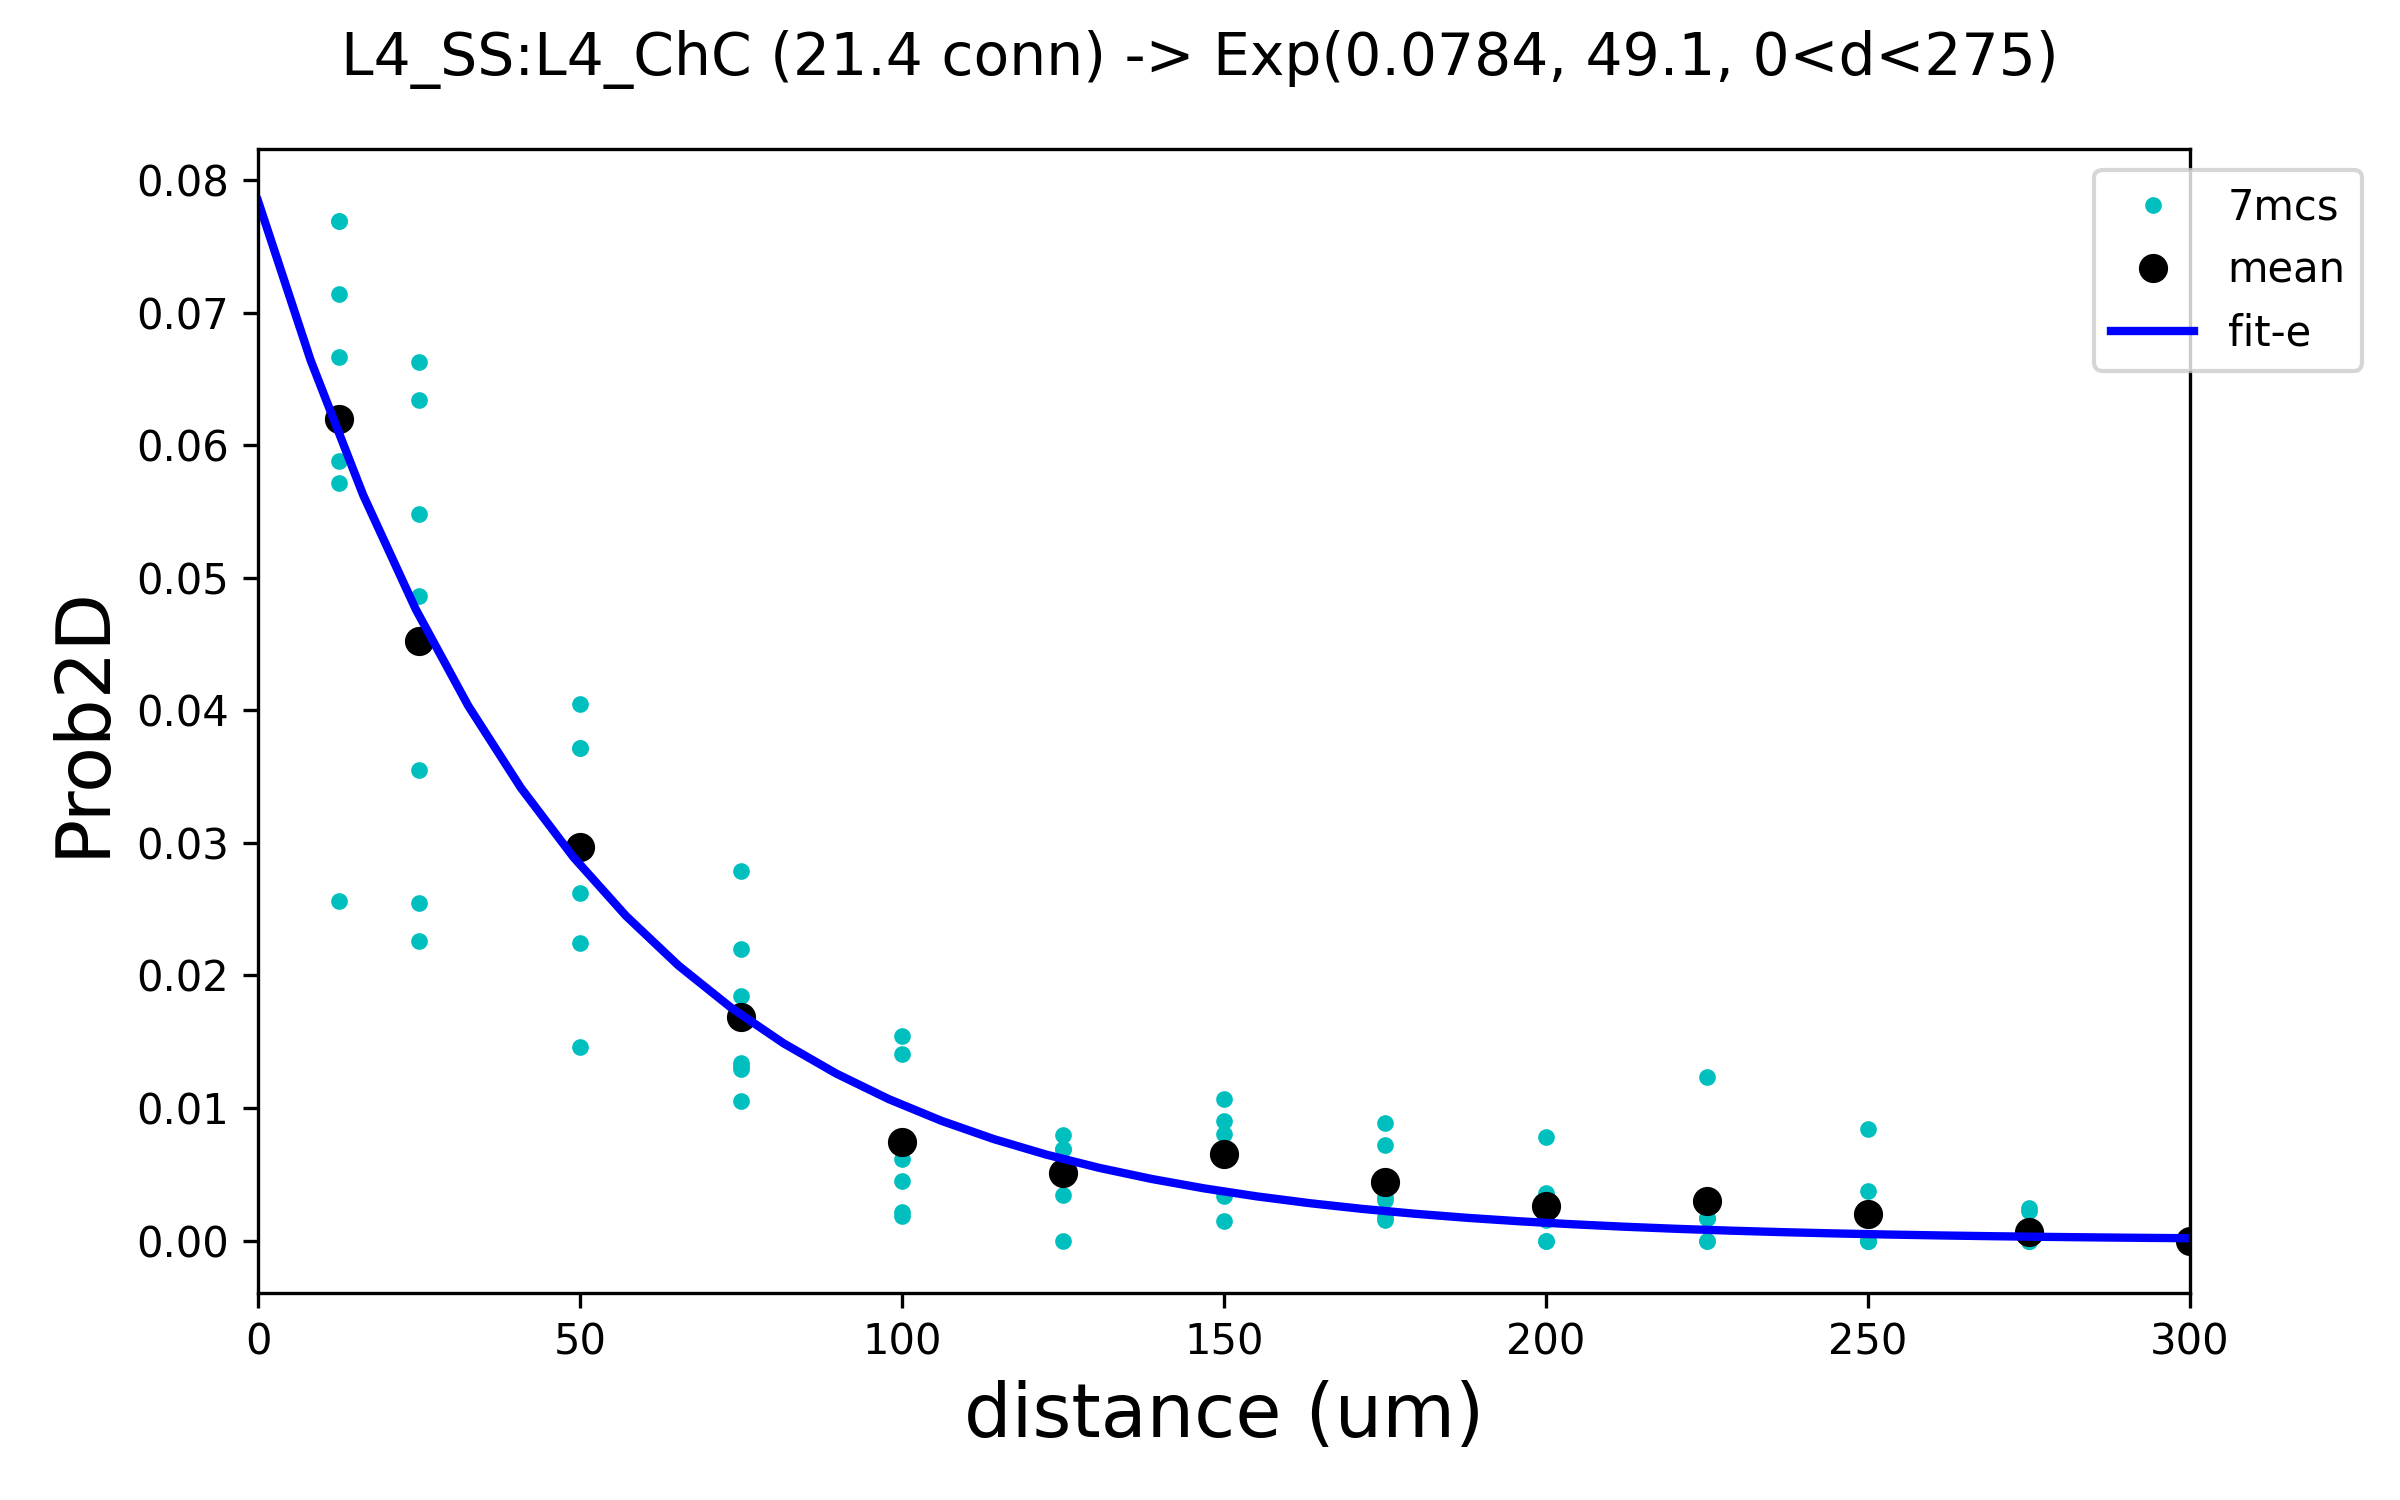 L4_SS:L4_ChC (21.4 conn) -> Exp(0.0784, 49.1, 0<d<275)
7mcs
mean
fit-e
Prob2D
0.08
0.07
0.06
0.05
0.04
0.03
0.02
0.01
0.00
0 50 100 150 200 250 300
distance (um)